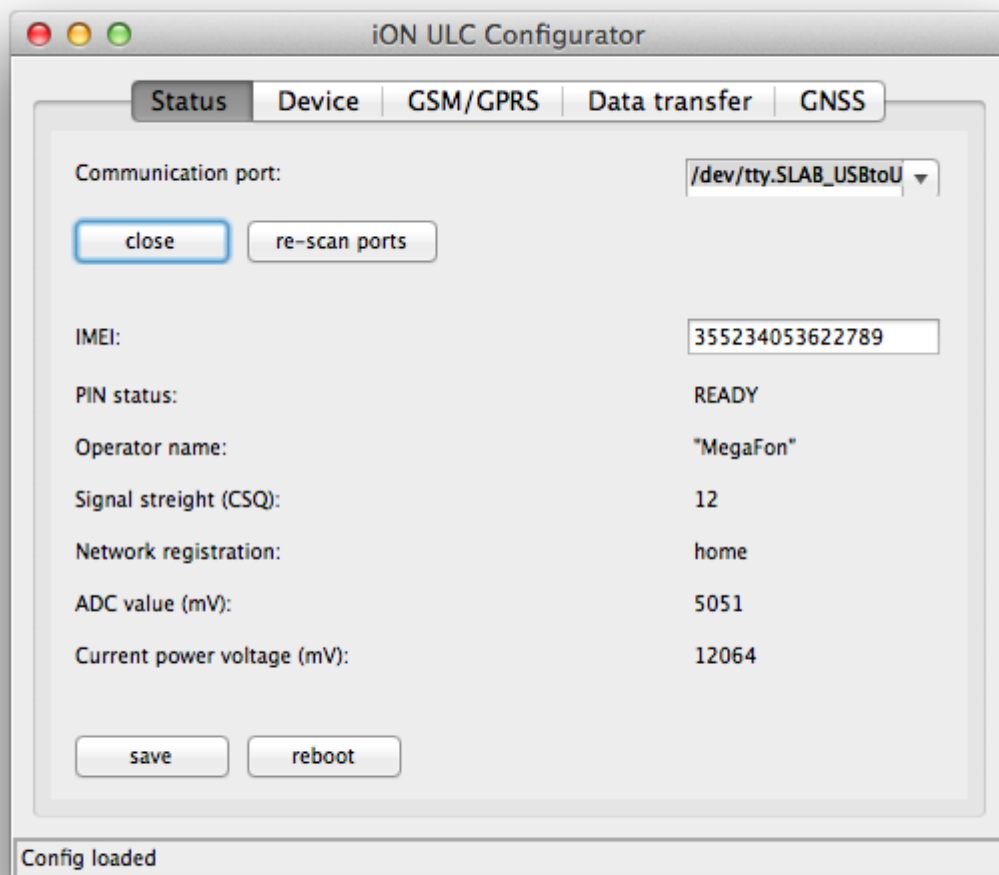 iON ULC Configurator
Status Device GSM/GPRS Data transfer GNSS
Communication port: /dev/tty.SLAB_USBtoU
close re-scan ports
IMEI: 355234053622789
PIN status: READY
Operator name: "MegaFon"
Signal streight (CSQ): 12
Network registration: home
ADC value (mV): 5051
Current power voltage (mV): 12064
save reboot
Config loaded